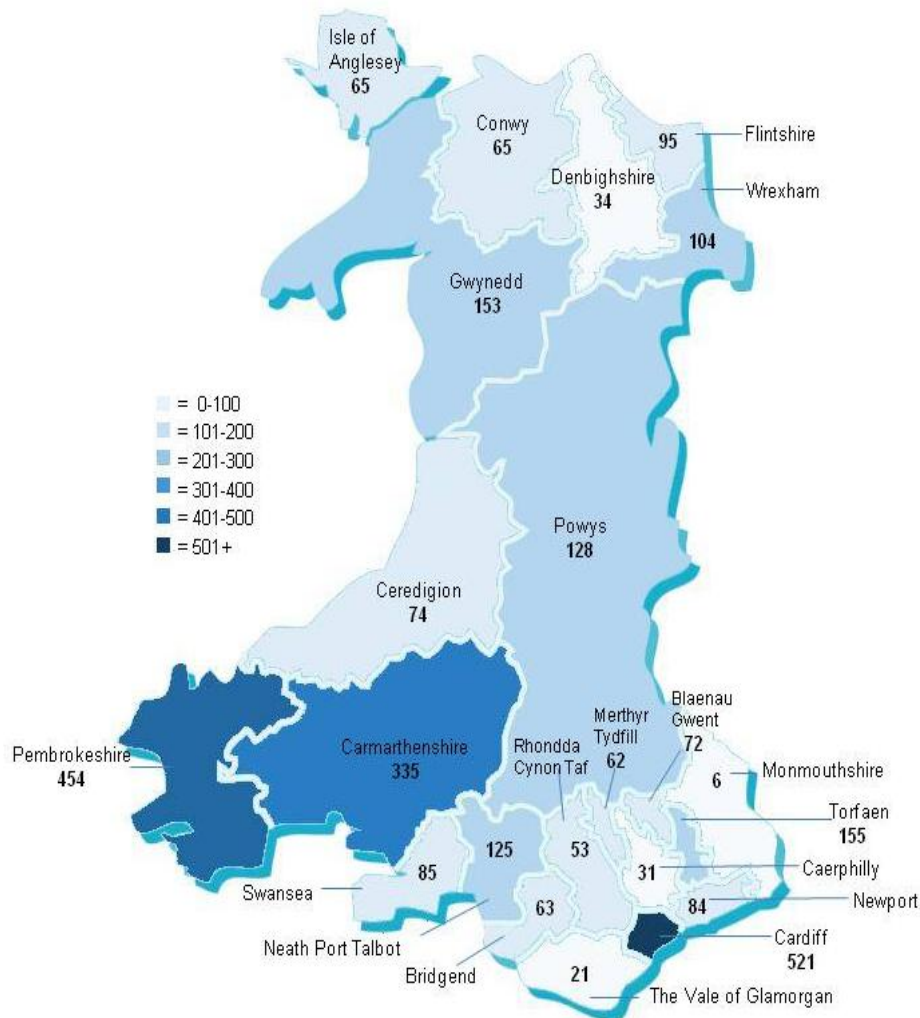 Isle of
Anglesey
65
Conwy
65
Denbighshire
34
95
Flintshire
Wrexham
104
Gwynedd
153
= 0-100
= 101-200
= 201-300
= 301-400
= 401-500
= 501+
Powys
128
Ceredigion
74
Pembrokeshire
454
Carmarthenshire
335
Rhondda
Cynon Taf
53
Merthyr
Tydfill
62
Blaenau
Gwent
72
6
Monmouthshire
Torfaen
155
31
Caerphilly
84
Newport
Cardiff
521
85
Swansea
125
Neath Port Talbot
63
Bridgend
21
The Vale of Glamorgan